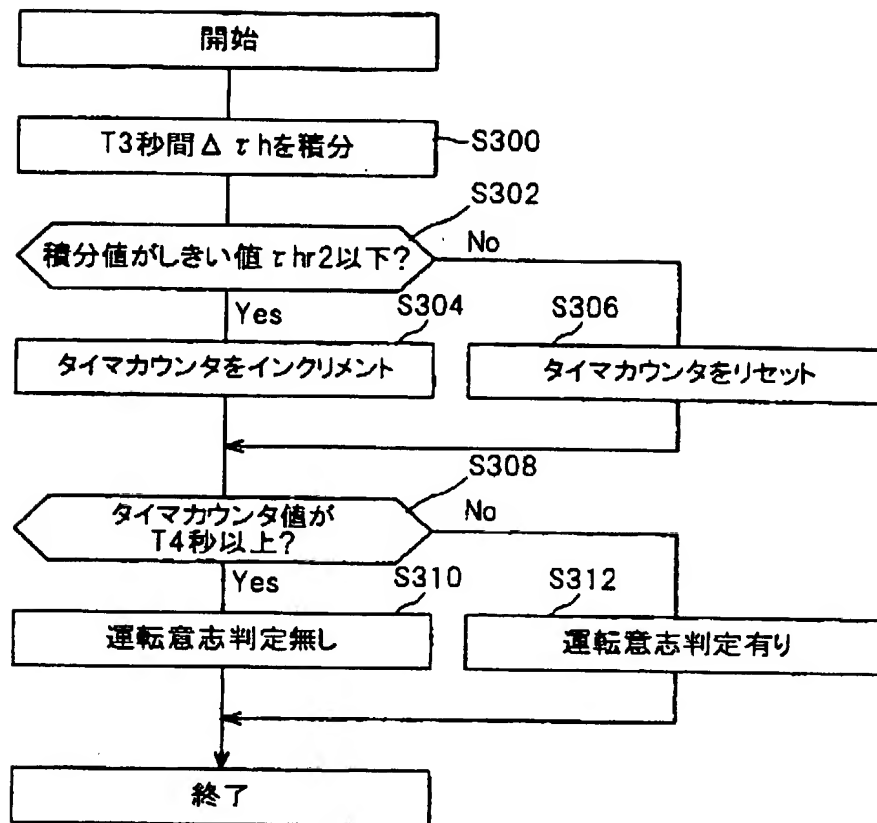 開始
T3秒間Δτhを積分
S300
S302
積分値がしきい値τhr2以下?
No
Yes
S304
S306
タイマカウンタをインクリメント
タイマカウンタをリセット
S308
タイマカウンタ値が
T4秒以上?
No
Yes
S310
S312
運転意志判定無し
運転意志判定有り
終了